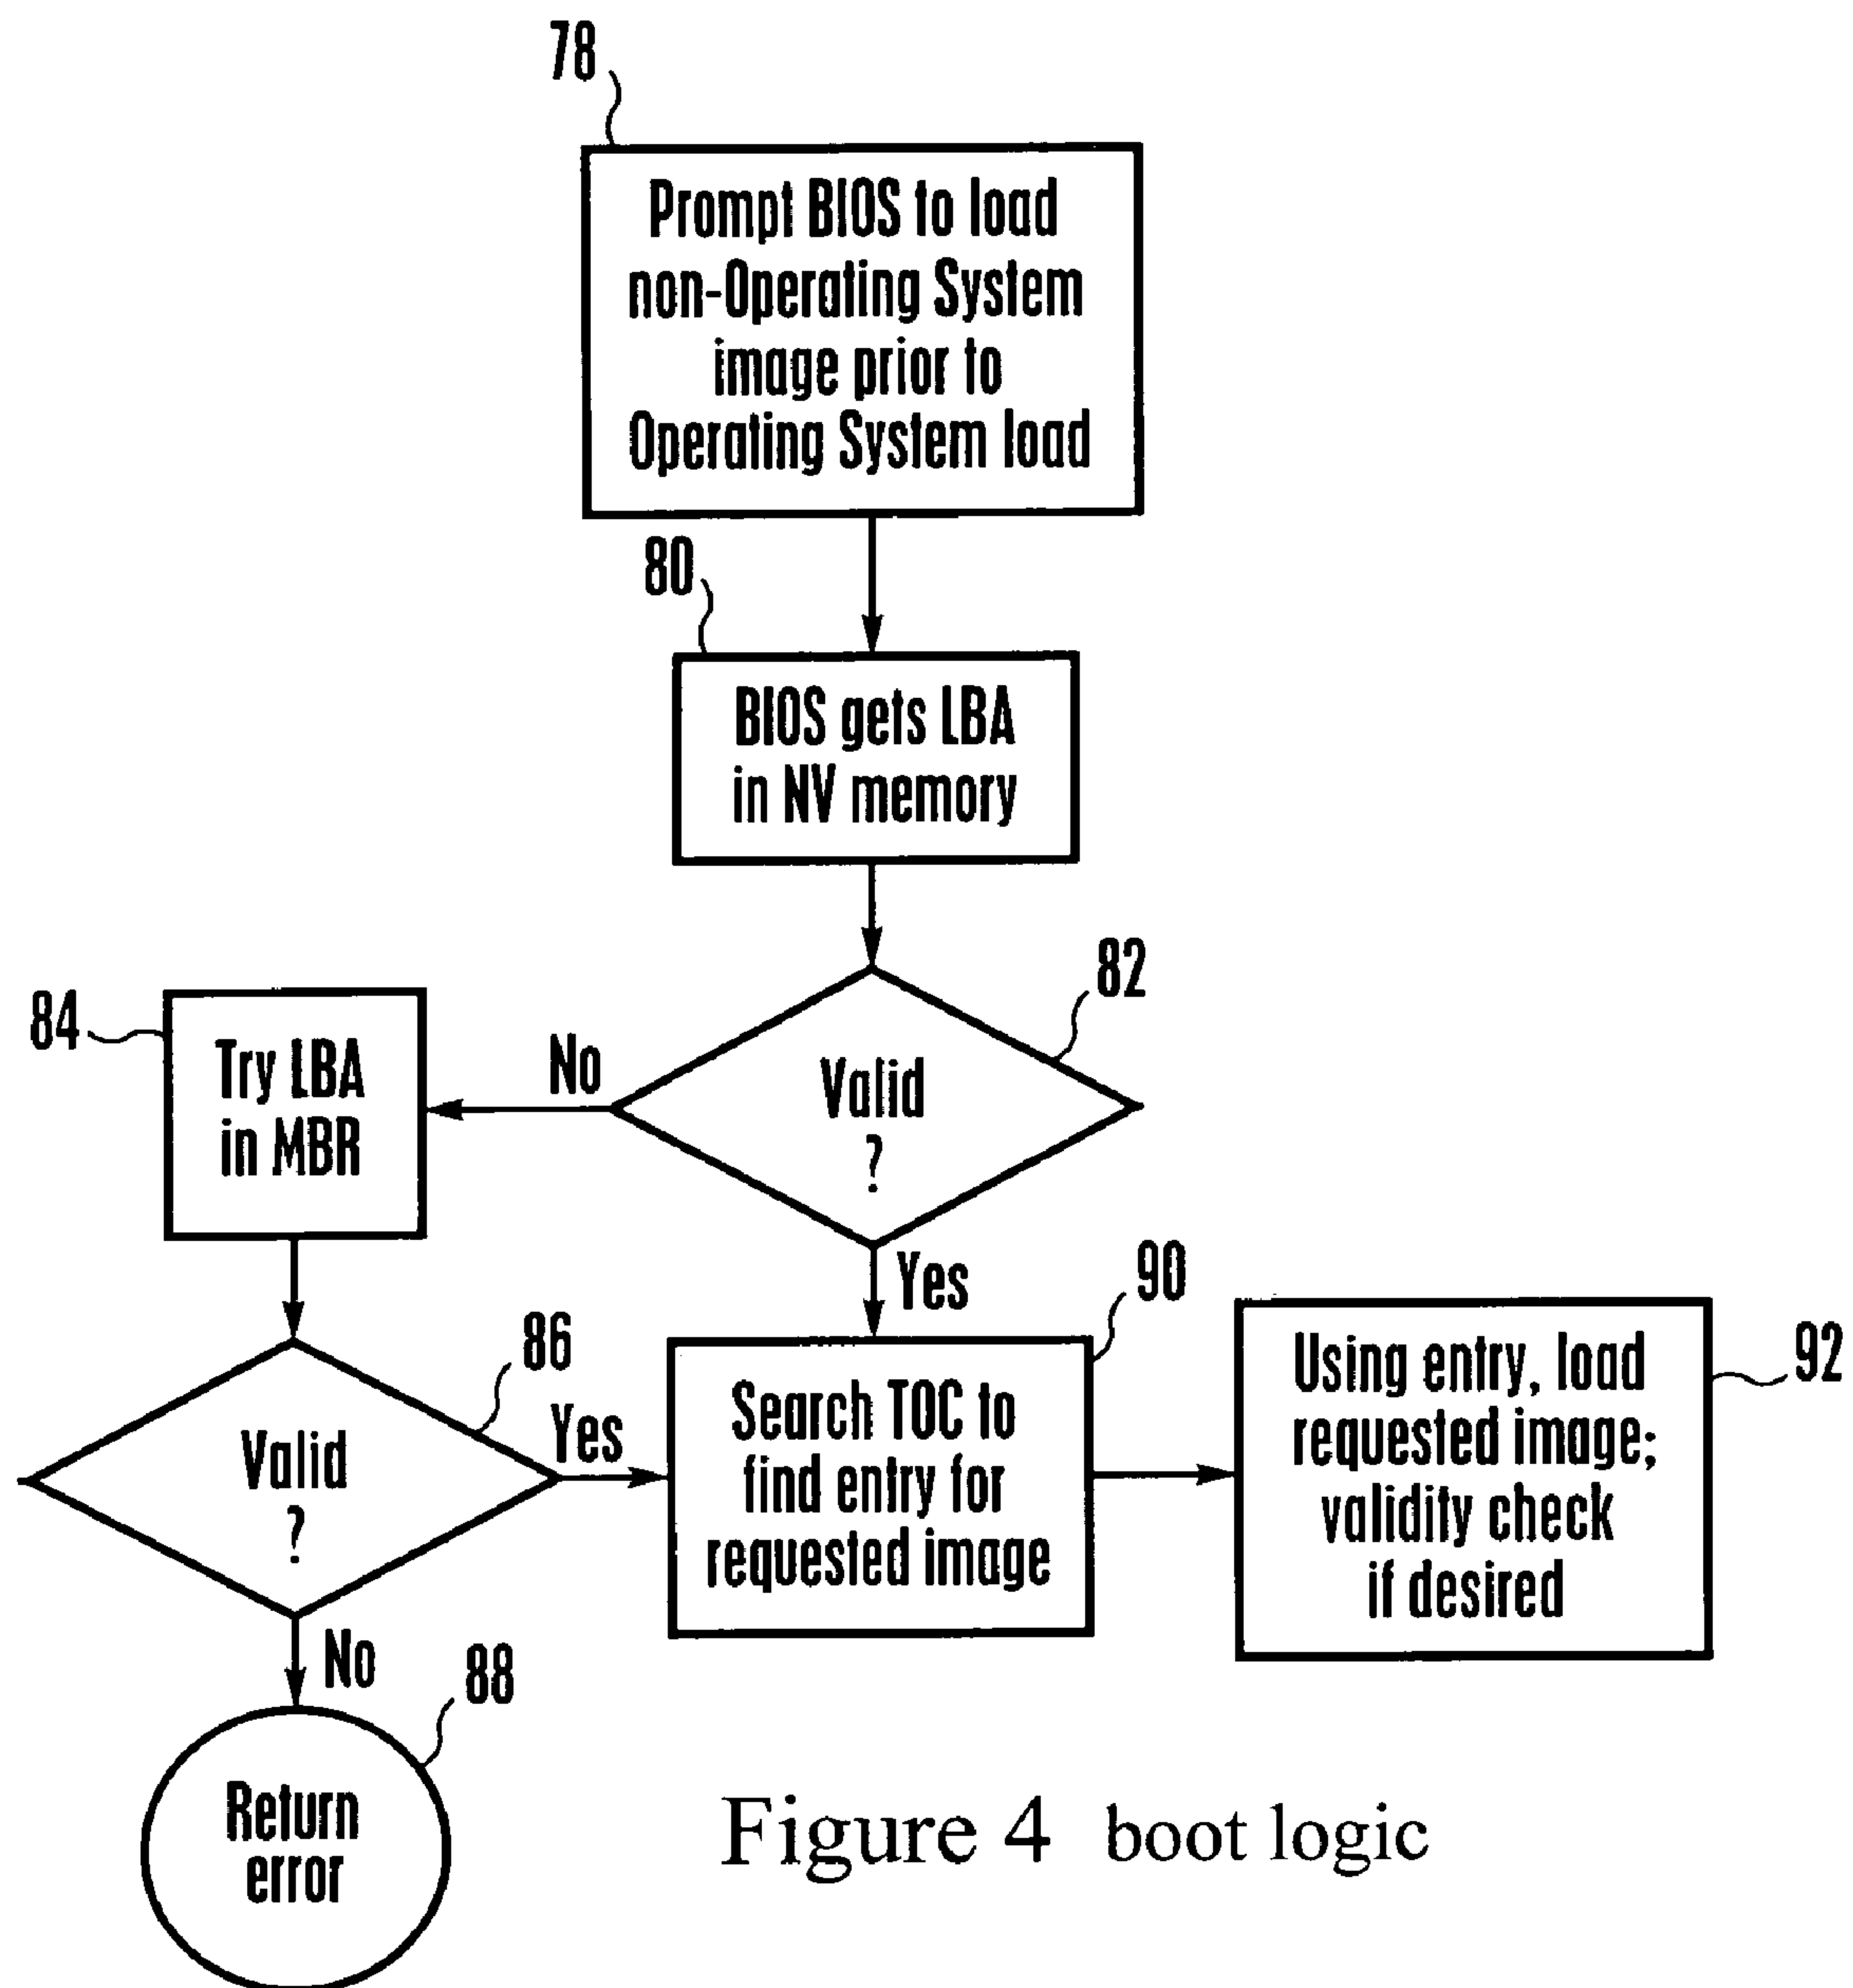 78
Prompt BIOS to load
non-Operating System
image prior to
Operating System load
80
BIOS gets LBA
in NV memory
82
Valid
?
No
Yes
84
Try LBA
in MBR
86
Valid
?
Yes
No
90
Search TOC to
find entry for
requested image
92
Using entry, load
requested image;
validity check
if desired
88
Return
error
Figure 4 boot logic